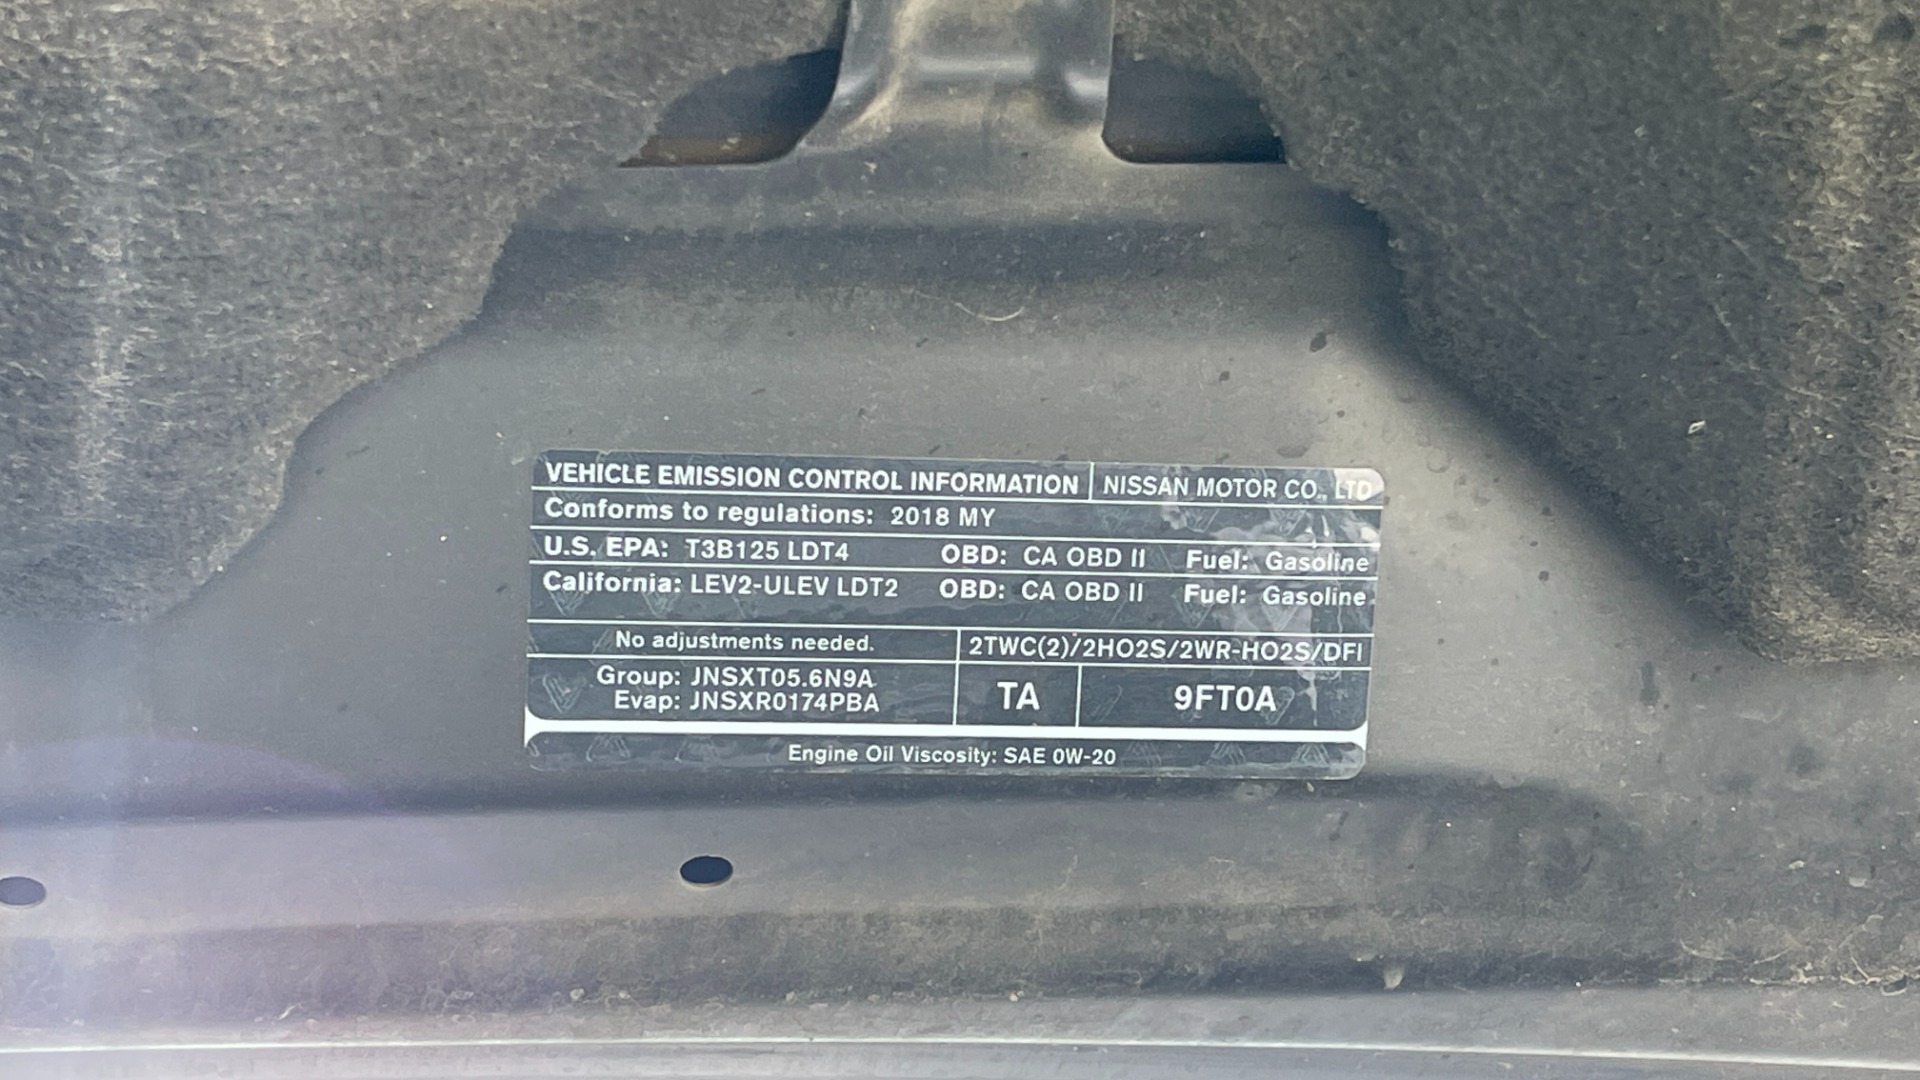 VEHICLE EMISSION CONTROL INFORMATION NISSAN MOTOR CO., LTD
Conforms to regulations: 2018 MY
U.S. EPA: T3B125 LDT4 OBD: CA OBD II Fuel: Gasoline
California: LEV2-ULEV LDT2 OBD: CA OBD II Fuel: Gasoline
No adjustments needed. 2TWC(2)/2HO2S/2WR-HO2S/DFI
Group: JNSXT05.6N9A
Evap: JNSXR0174PBA
TA 9FT0A
Engine Oil Viscosity: SAE 0W-20